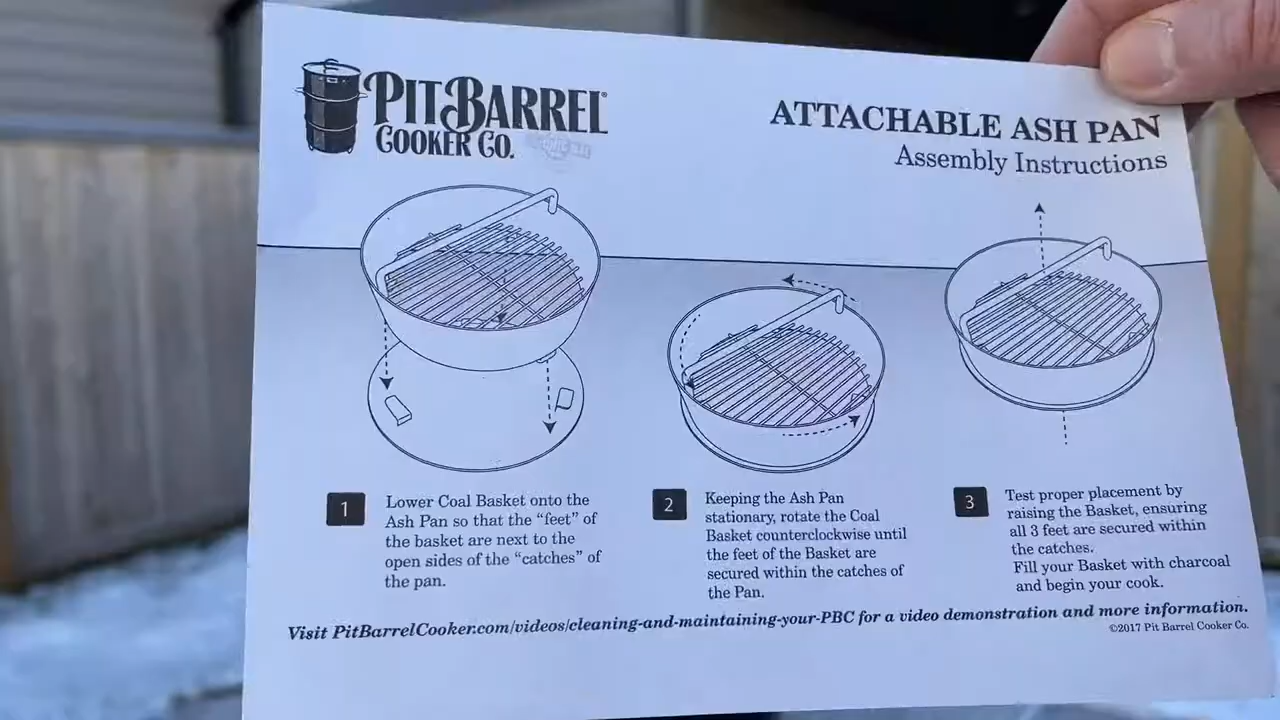 PIT BARREL®
COOKER CO.
ATTACHABLE ASH PAN
Assembly Instructions
1
Lower Coal Basket onto the
Ash Pan so that the “feet” of
the basket are next to the
open sides of the “catches” of
the pan.
2
Keeping the Ash Pan
stationary, rotate the Coal
Basket counterclockwise until
the feet of the Basket are
secured within the catches of
the Pan.
3
Test proper placement by
raising the Basket, ensuring
all 3 feet are secured within
the catches.
Fill your Basket with charcoal
and begin your cook.
Visit PitBarrelCooker.com/videos/cleaning-and-maintaining-your-PBC for a video demonstration and more information.
©2017 Pit Barrel Cooker Co.